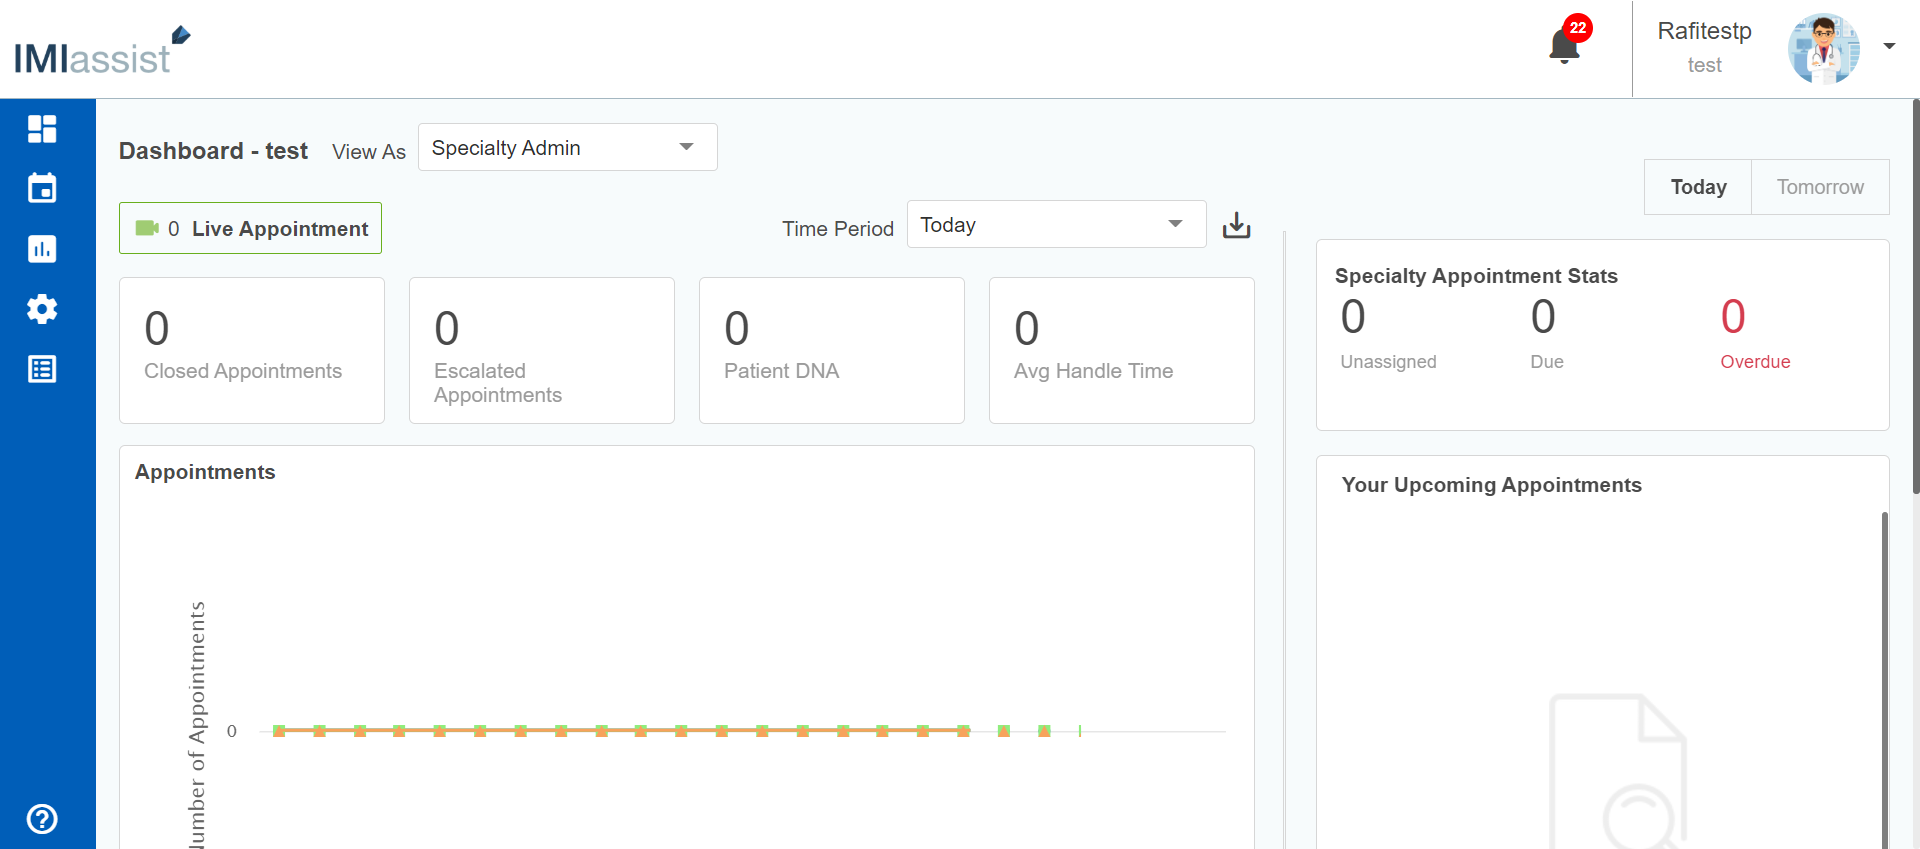 IMIassist
22
Rafitestp
test
Dashboard - test
View As
Specialty Admin
Today
Tomorrow
0 Live Appointment
Time Period
Today
0
Closed Appointments
0
Escalated
Appointments
0
Patient DNA
0
Avg Handle Time
Specialty Appointment Stats
0
Unassigned
0
Due
0
Overdue
Appointments
Number of Appointments
0
Your Upcoming Appointments